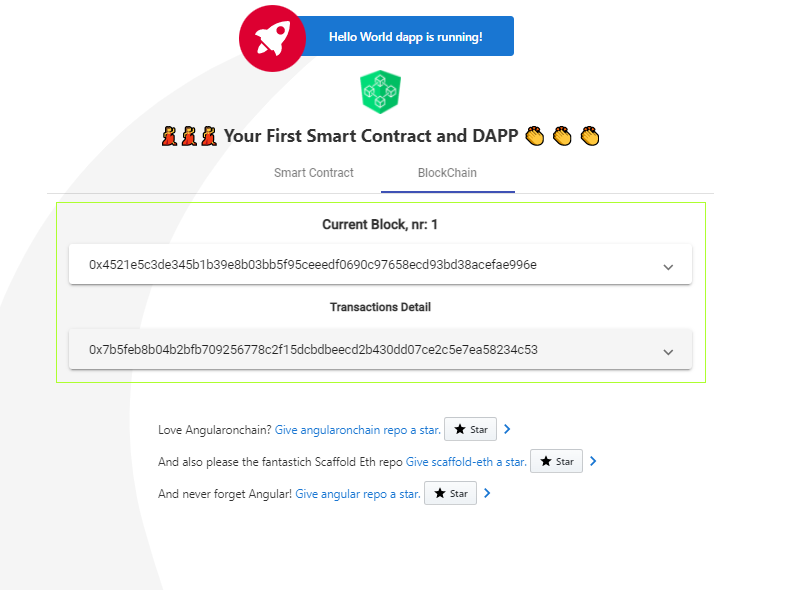 Hello World dapp is running!
💃💃💃 Your First Smart Contract and DAPP 👏 👏 👏
Smart Contract BlockChain
Current Block, nr: 1
0x4521e5c3de345b1b39e8b03bb5f95ceeedf0690c97658ecd93bd38acefae996e
Transactions Detail
0x7b5feb8b04b2bfb709256778c2f15dcbdbeecd2b430dd07ce2c5e7ea58234c53
Love Angularonchain? Give angularonchain repo a star. Star
And also please the fantastich Scaffold Eth repo Give scaffold-eth a star. Star
And never forget Angular! Give angular repo a star. Star